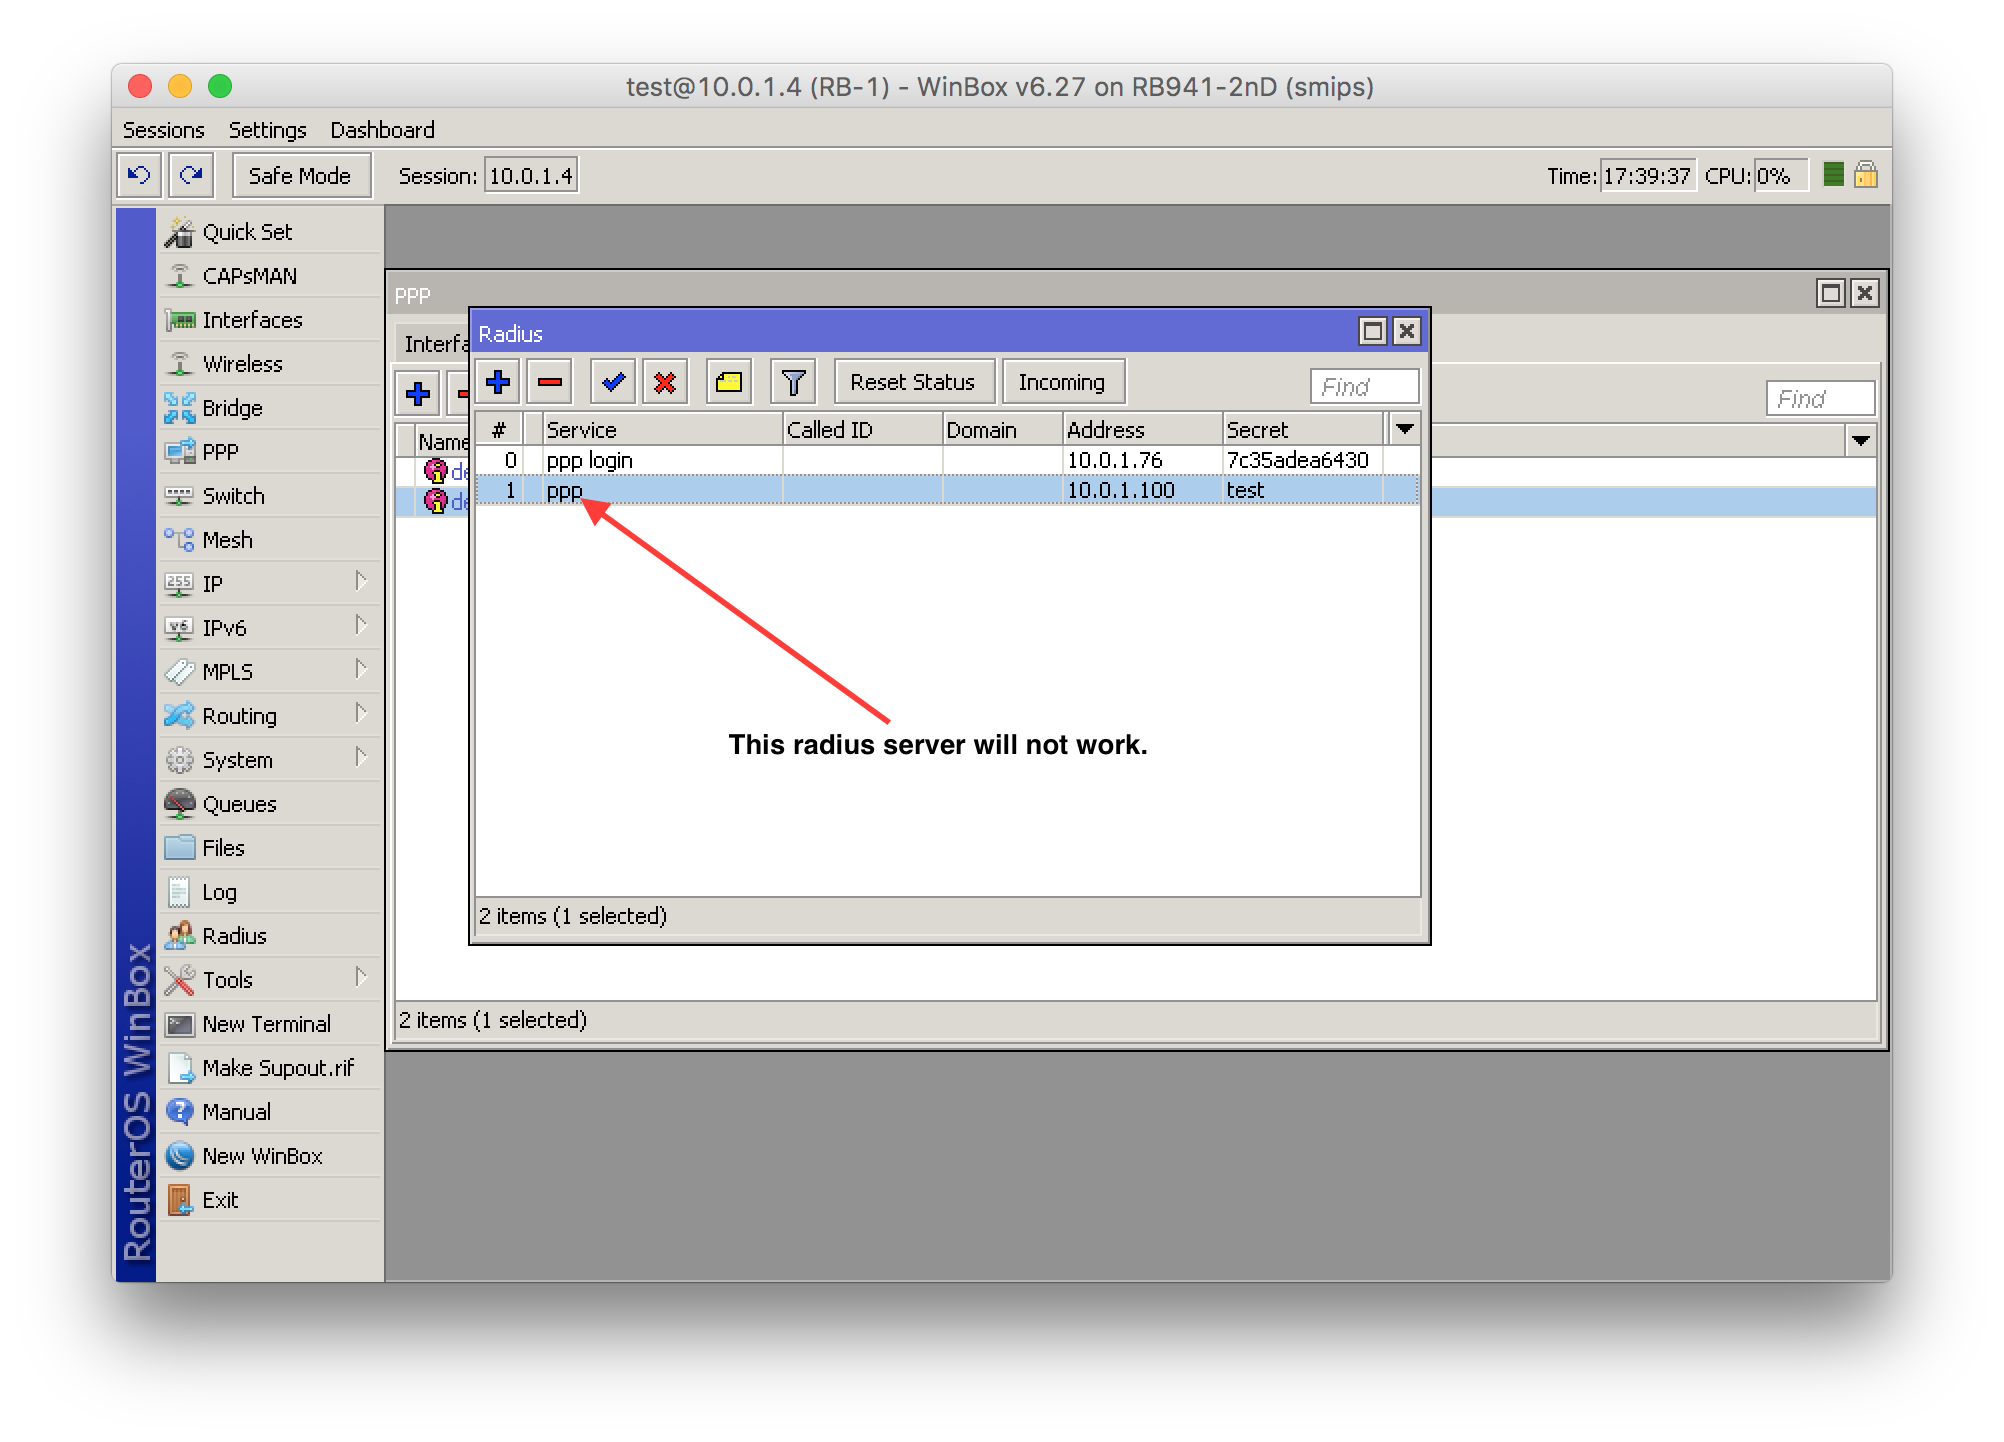 test@10.0.1.4 (RB-1) - WinBox v6.27 on RB941-2nD (smips)
Sessions Settings Dashboard
Safe Mode Session: 10.0.1.4 Time: 17:39:37 CPU: 0%
Quick Set
CAPsMAN
Interfaces
Wireless
Bridge
PPP
Switch
Mesh
255 IP
v6 IPv6
MPLS
Routing
System
Queues
Files
Log
Radius
Tools
New Terminal
Make Supout.rif
Manual
New WinBox
Exit
RouterOS WinBox
PPP
Interfa
Find
Name
de
de
2 items (1 selected)
Radius
Reset Status Incoming Find
# Service Called ID Domain Address Secret
0 ppp login 10.0.1.76 7c35adea6430
1 ppp 10.0.1.100 test
This radius server will not work.
2 items (1 selected)